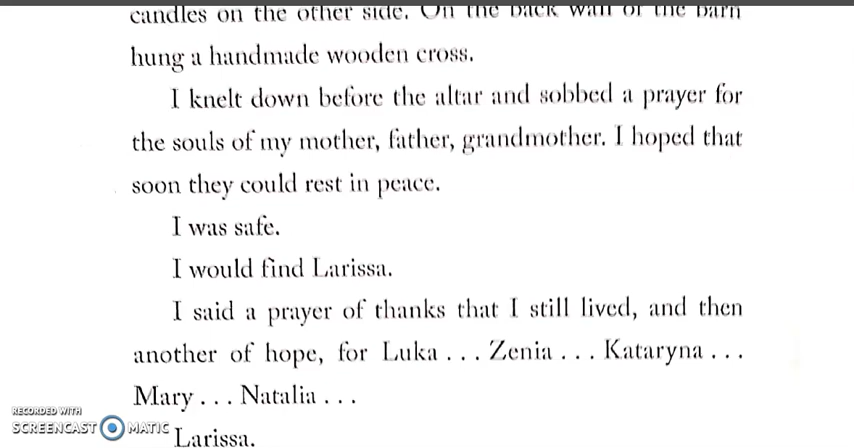 candles on the other side. On the back wall of the barn
hung a handmade wooden cross.
I knelt down before the altar and sobbed a prayer for
the souls of my mother, father, grandmother. I hoped that
soon they could rest in peace.
I was safe.
I would find Larissa.
I said a prayer of thanks that I still lived, and then
another of hope, for Luka . . . Zenia . . . Kataryna . . .
Mary . . . Natalia . . .
Larissa.
RECORDED WITH
SCREENCAST MATIC